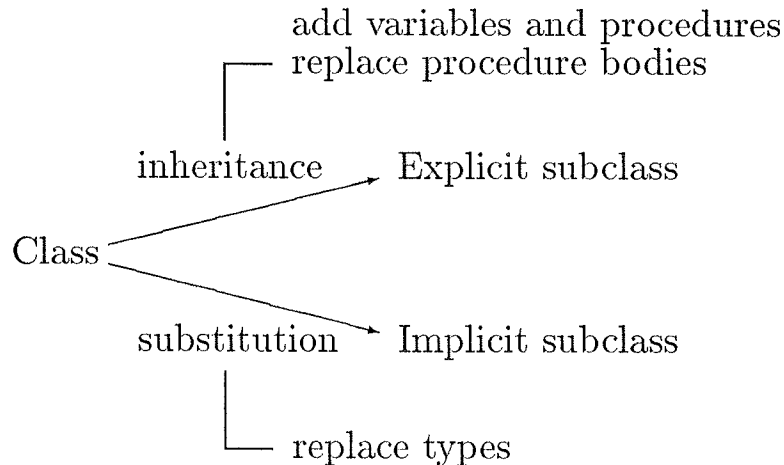 add variables and procedures
replace procedure bodies
inheritance
Explicit subclass
Class
substitution
Implicit subclass
replace types